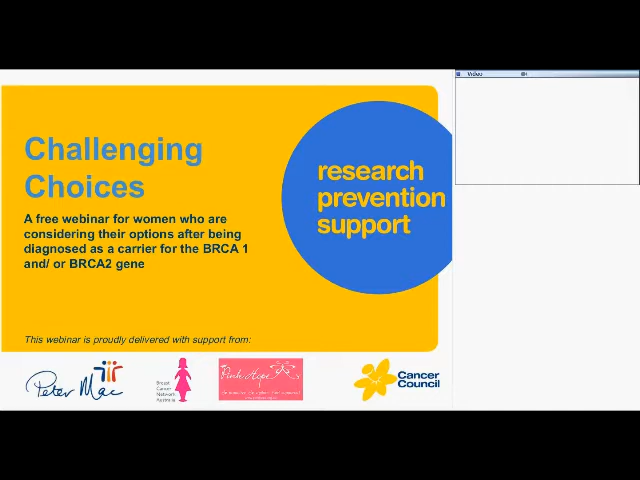 Video
Challenging
Choices
A free webinar for women who are
considering their options after being
diagnosed as a carrier for the BRCA 1
and/ or BRCA2 gene
research
prevention
support
This webinar is proudly delivered with support from:
Peter Mac
Breast
Cancer
Network
Australia
Pink Hope
Cancer
Council